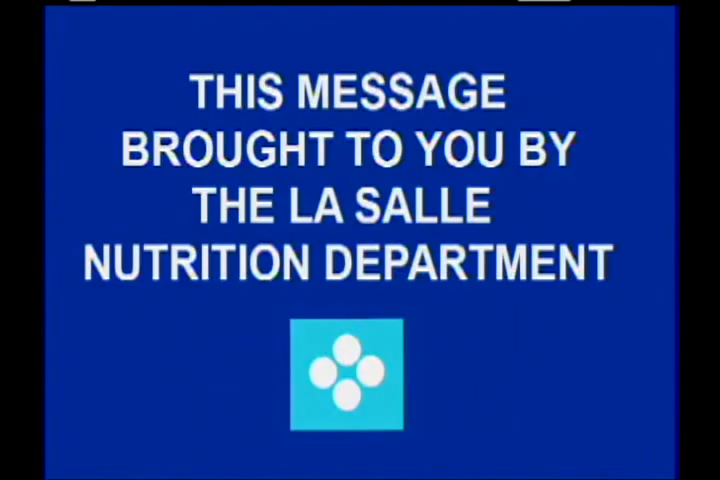 THIS MESSAGE
BROUGHT TO YOU BY
THE LA SALLE
NUTRITION DEPARTMENT